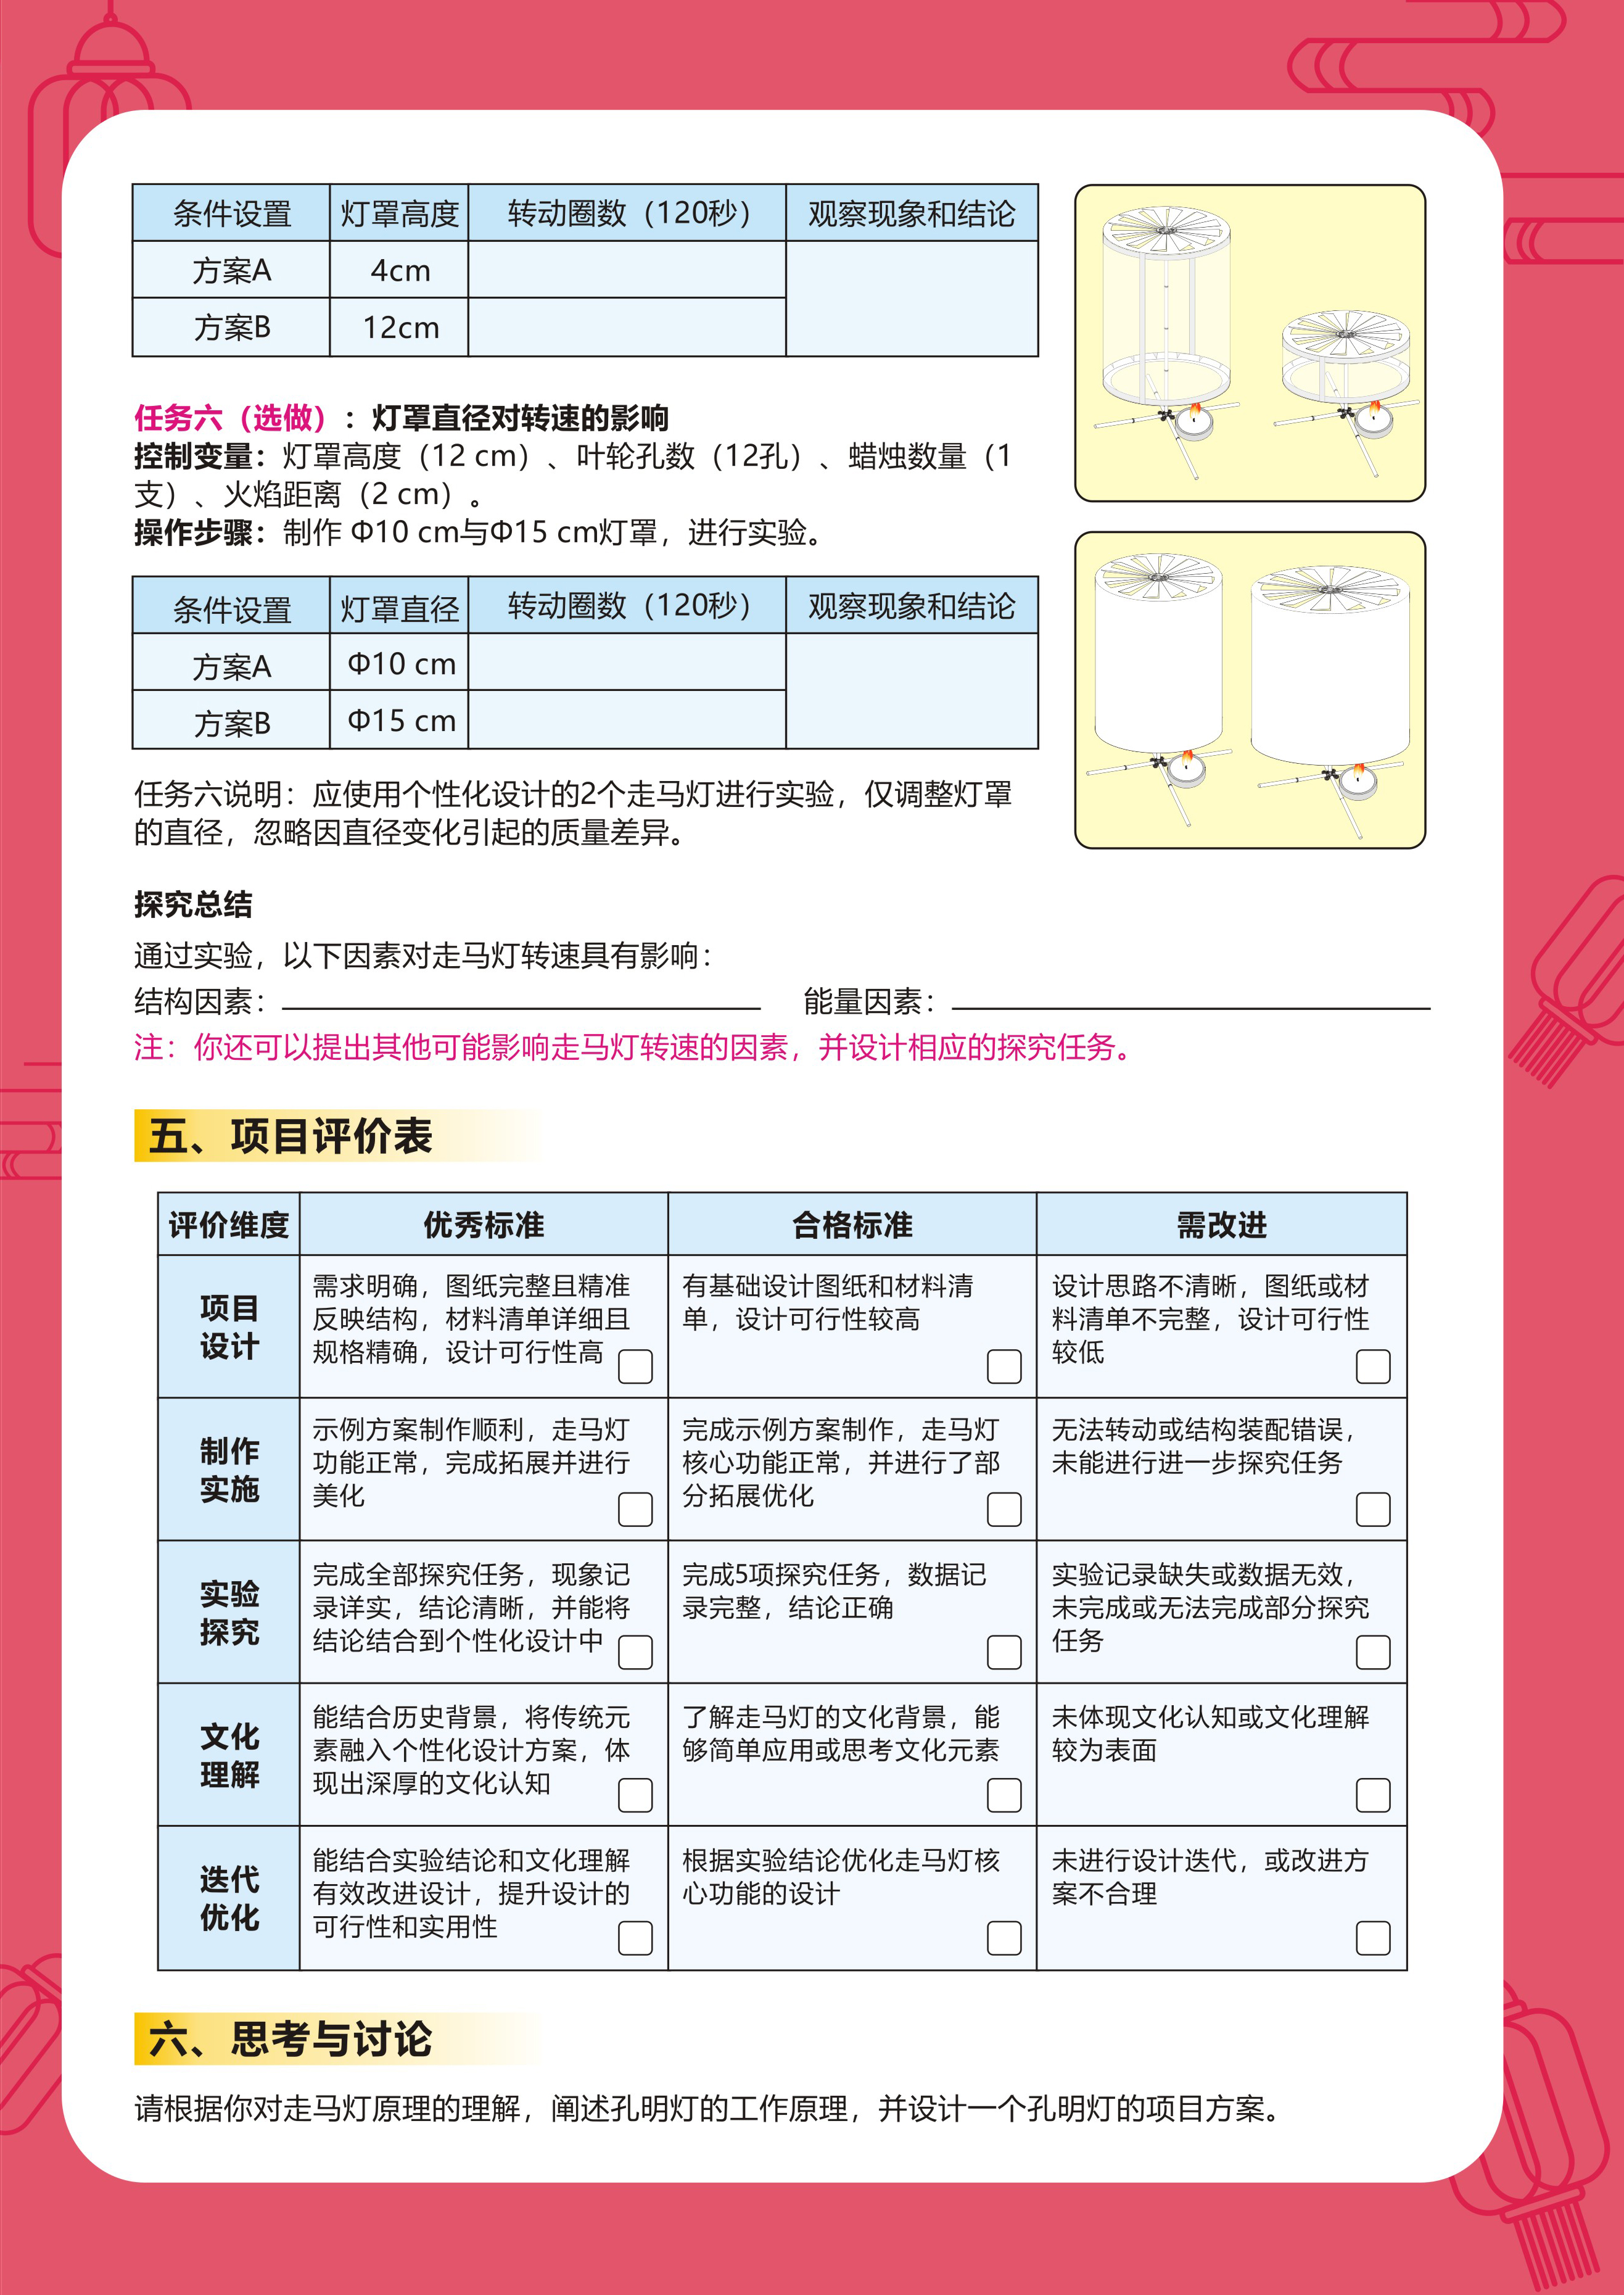 条件设置 灯罩高度 转动圈数（120秒） 观察现象和结论
方案A 4cm
方案B 12cm
任务六（选做）：灯罩直径对转速的影响
控制变量：灯罩高度（12 cm）、叶轮孔数（12孔）、蜡烛数量（1
支）、火焰距离（2 cm）。
操作步骤：制作 Φ10 cm与Φ15 cm灯罩，进行实验。
条件设置 灯罩直径 转动圈数（120秒） 观察现象和结论
方案A Φ10 cm
方案B Φ15 cm
任务六说明：应使用个性化设计的2个走马灯进行实验，仅调整灯罩
的直径，忽略因直径变化引起的质量差异。
探究总结
通过实验，以下因素对走马灯转速具有影响：
结构因素： 能量因素：
注：你还可以提出其他可能影响走马灯转速的因素，并设计相应的探究任务。
五、项目评价表
评价维度 优秀标准 合格标准 需改进
项目
设计
需求明确，图纸完整且精准
反映结构，材料清单详细且
规格精确，设计可行性高
有基础设计图纸和材料清
单，设计可行性较高
设计思路不清晰，图纸或材
料清单不完整，设计可行性
较低
制作
实施
示例方案制作顺利，走马灯
功能正常，完成拓展并进行
美化
完成示例方案制作，走马灯
核心功能正常，并进行了部
分拓展优化
无法转动或结构装配错误，
未能进行进一步探究任务
实验
探究
完成全部探究任务，现象记
录详实，结论清晰，并能将
结论结合到个性化设计中
完成5项探究任务，数据记
录完整，结论正确
实验记录缺失或数据无效，
未完成或无法完成部分探究
任务
文化
理解
能结合历史背景，将传统元
素融入个性化设计方案，体
现出深厚的文化认知
了解走马灯的文化背景，能
够简单应用或思考文化元素
未体现文化认知或文化理解
较为表面
迭代
优化
能结合实验结论和文化理解
有效改进设计，提升设计的
可行性和实用性
根据实验结论优化走马灯核
心功能的设计
未进行设计迭代，或改进方
案不合理
六、思考与讨论
请根据你对走马灯原理的理解，阐述孔明灯的工作原理，并设计一个孔明灯的项目方案。